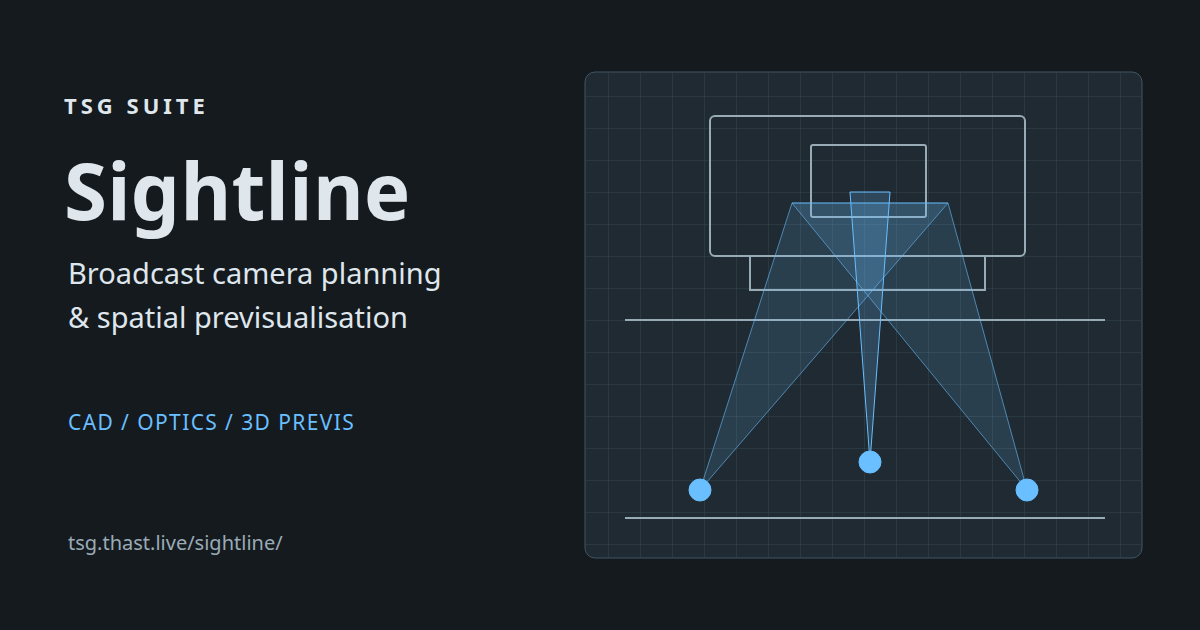 TSG SUITE
Sightline
Broadcast camera planning
& spatial previsualisation
CAD / OPTICS / 3D PREVIS
tsg.thast.live/sightline/